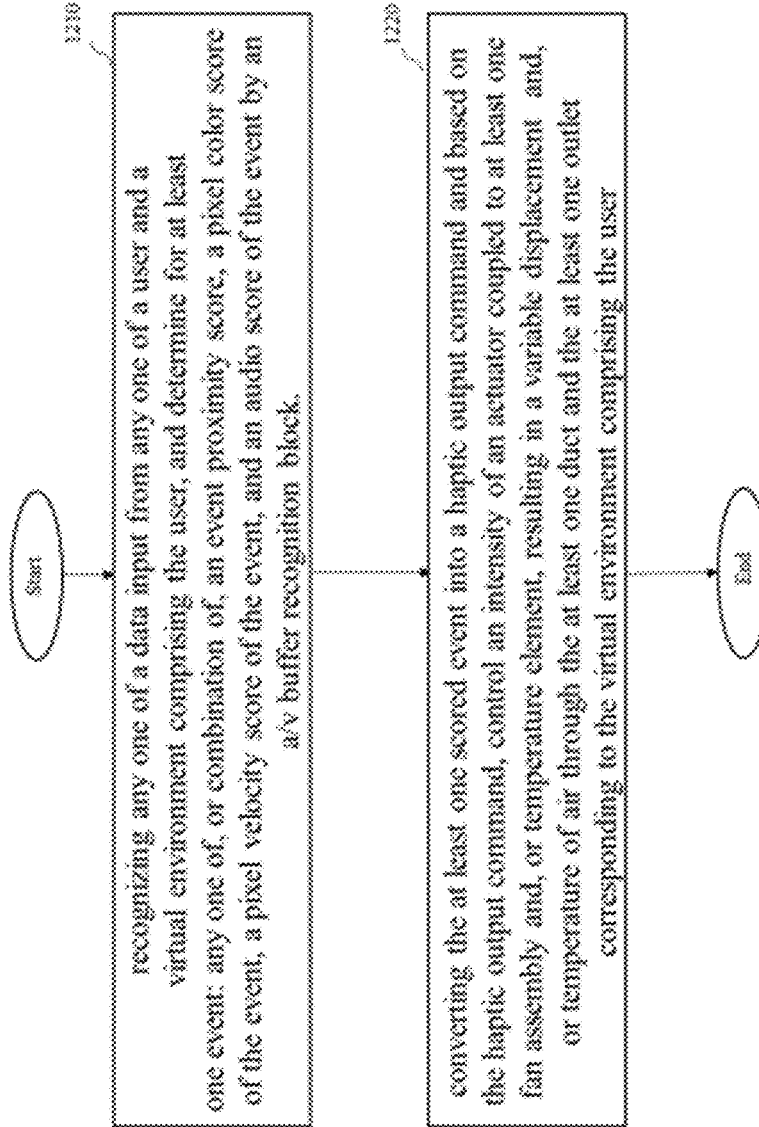 Start
1210
recognizing any one of a data input from any one of a user and a
virtual environment comprising the user, and determine for at least
one event: any one of, or combination of, an event proximity score, a pixel color score
of the event, a pixel velocity score of the event, and an audio score of the event by an
a/v buffer recognition block.
1220
converting the at least one scored event into a haptic output command and based on
the haptic output command, control an intensity of an actuator coupled to at least one
fan assembly and, or temperature element, resulting in a variable displacement and,
or temperature of air through the at least one duct and the at least one outlet
corresponding to the virtual environment comprising the user
End